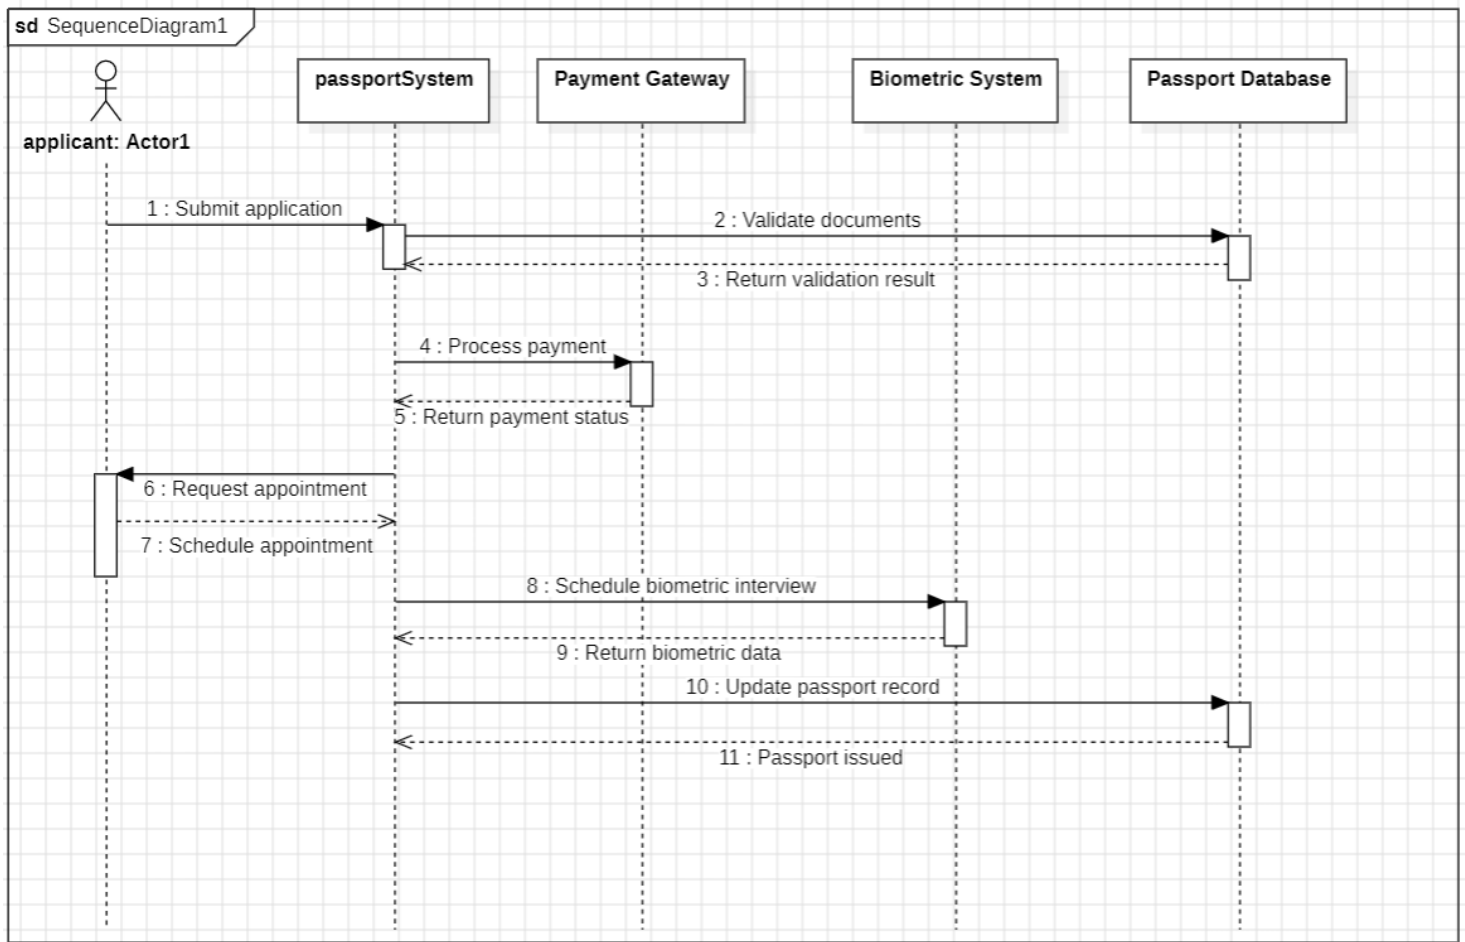 sd SequenceDiagram1
passportSystem
Payment Gateway
Biometric System
Passport Database
applicant: Actor1
1 : Submit application
2 : Validate documents
3 : Return validation result
4 : Process payment
5 : Return payment status
6 : Request appointment
7 : Schedule appointment
8 : Schedule biometric interview
9 : Return biometric data
10 : Update passport record
11 : Passport issued